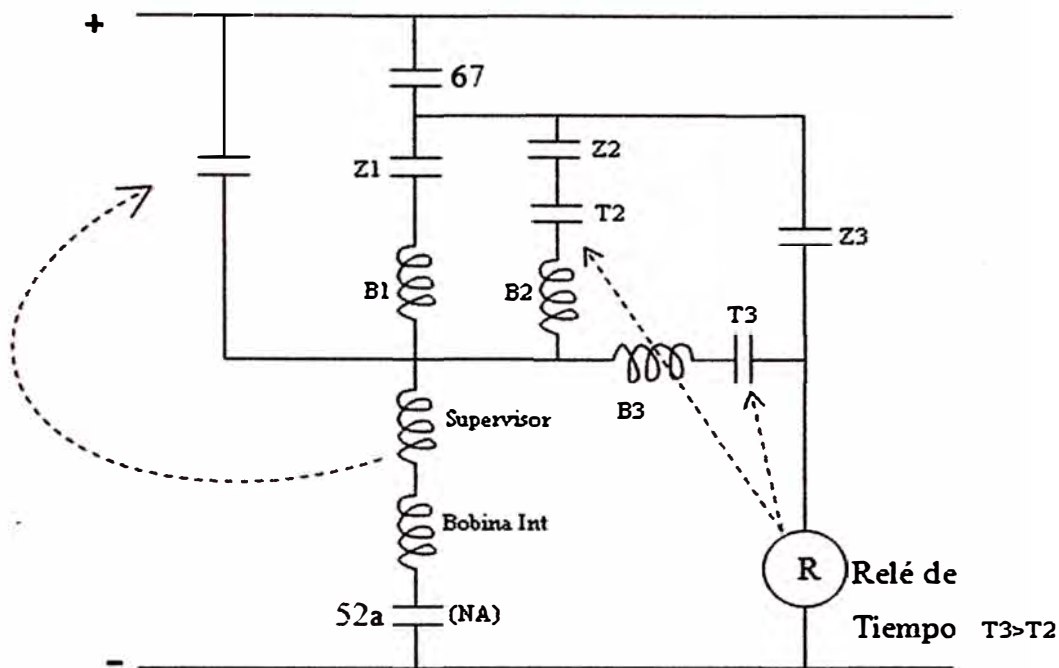 +
67
Z1
Z2
T2
Z3
B1
B2
T3
B3
Supervisor
Bobina Int
52a (NA)
R
Relé de
Tiempo T3>T2
-